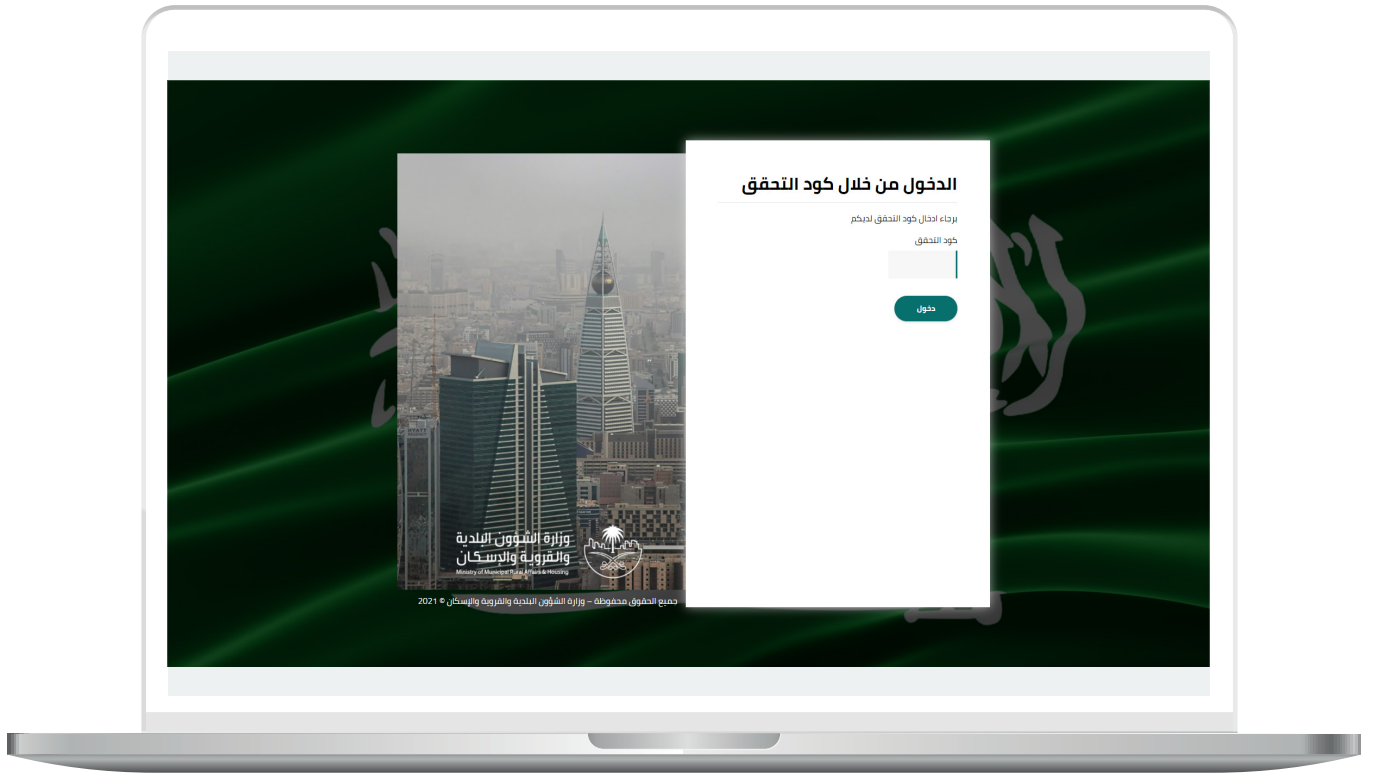 الدخول من خلال كود التحقق
برجاء ادخال كود التحقق لديكم
كود التحقق
دخول
وزارة الشؤون البلدية
والقروية والإسكان
Ministry of Municipal Rural Affairs & Housing
جميع الحقوق محفوظة – وزارة الشؤون البلدية والقروية والإسكان © 2021